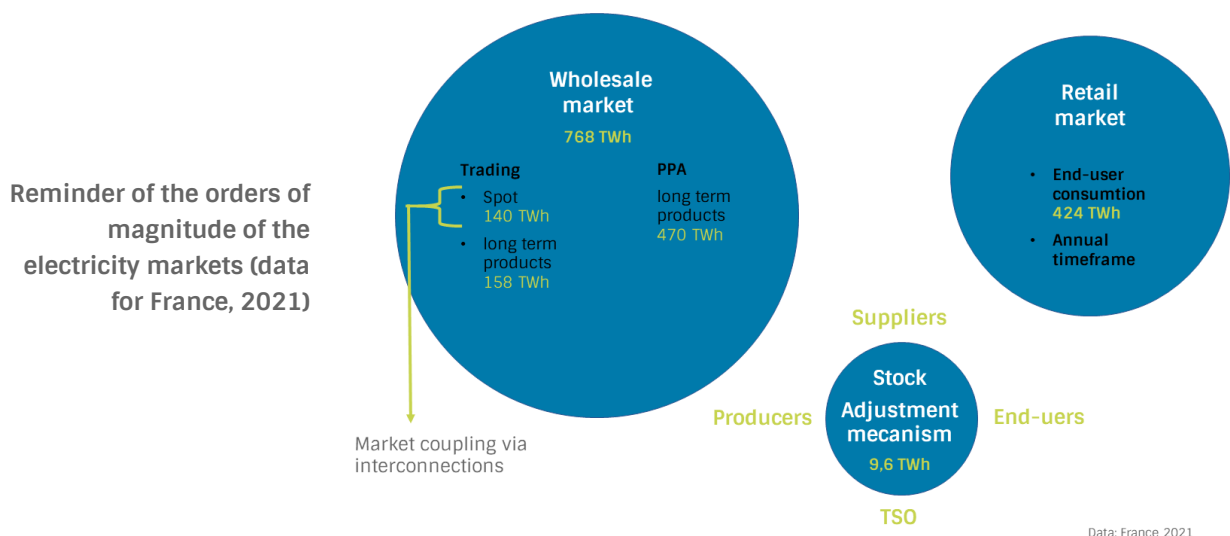 Reminder of the orders of
magnitude of the
electricity markets (data
for France, 2021)
Wholesale
market
768 TWh
Trading
• Spot
140 TWh
• long term
products
158 TWh
PPA
long term
products
470 TWh
Market coupling via
interconnections
Retail
market
• End-user
consumtion
424 TWh
• Annual
timeframe
Suppliers
Producers
Stock
Adjustment
mecanism
9,6 TWh
End-uers
TSO
Data: France 2021